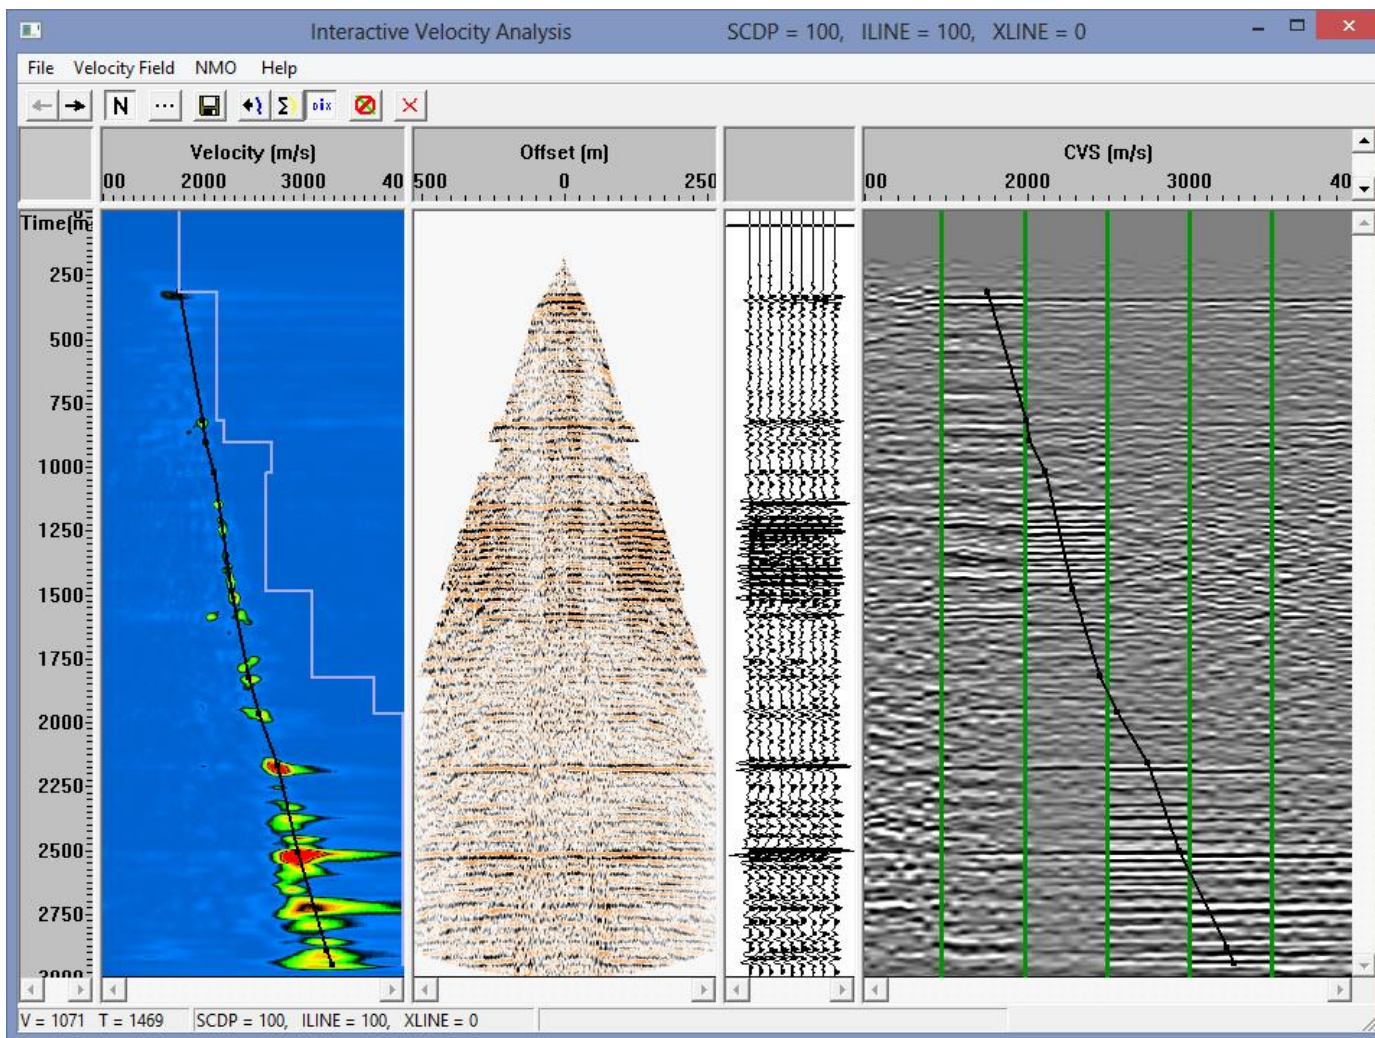 Interactive Velocity Analysis SCDP = 100, ILINE = 100, XLINE = 0
File Velocity Field NMO Help
N ... Σ DIX
Velocity (m/s) Offset (m) CVS (m/s)
00 2000 3000 40 500 0 250 00 2000 3000 40
Time(m
250
500
750
1000
1250
1500
1750
2000
2250
2500
2750
V = 1071 T = 1469 SCDP = 100, ILINE = 100, XLINE = 0